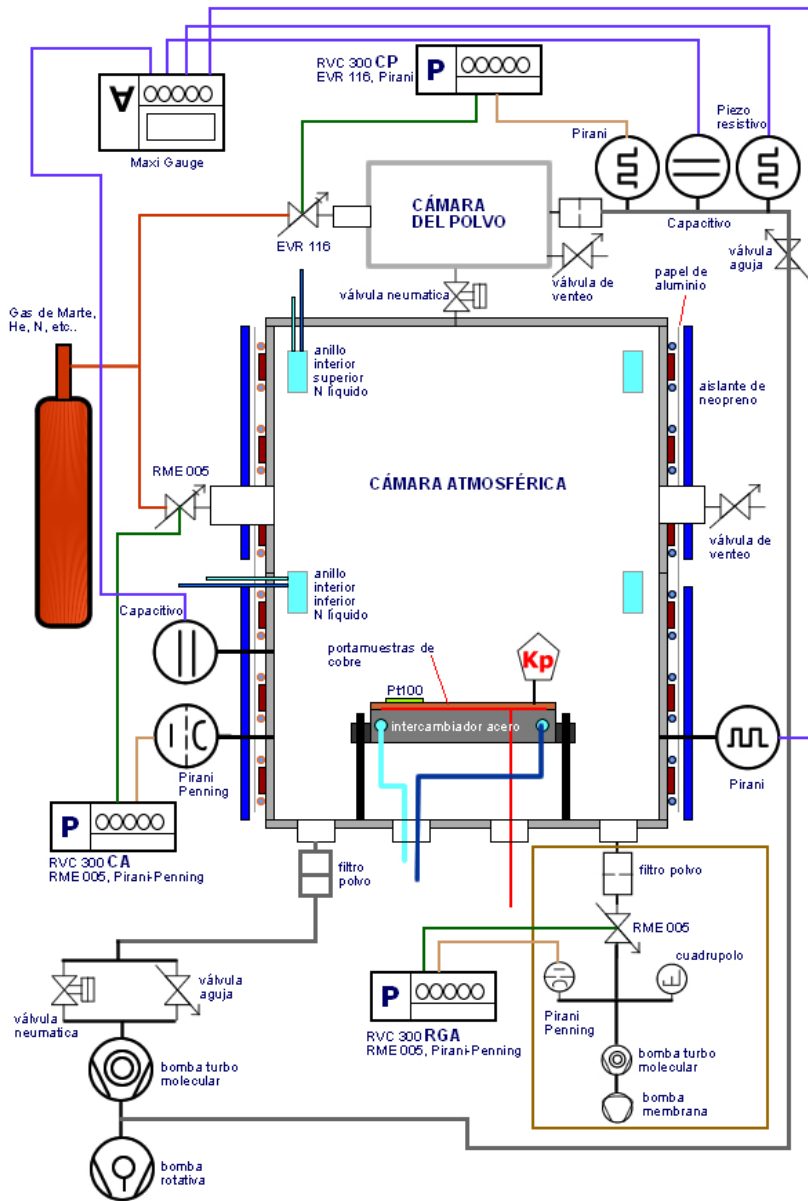 RVC 300 CP
EVR 116, Pirani
P
OOOOO
A
OOOOO
Maxi Gauge
Pirani
Piezo
resistivo
Capacitivo
CÁMARA
DEL POLVO
EVR 116
válvula
aguja
válvula de
venteo
papel de
aluminio
válvula neumatica
Gas de Marte,
He, N, etc..
anillo
interior
superior
N líquido
aislante de
neopreno
RME 005
CÁMARA ATMOSFÉRICA
válvula de
venteo
anillo
interior
inferior
N líquido
Capacitivo
portamuestras de
cobre
Kp
Pt100
intercambiador acero
Pirani
Penning
Pirani
P
OOOOO
RVC 300 CA
RME 005, Pirani-Penning
filtro
polvo
filtro polvo
RME 005
cuadrupolo
válvula
aguja
válvula
neumatica
P
OOOOO
Pirani
Penning
RVC 300 RGA
RME 005, Pirani-Penning
bomba turbo
molecular
bomba turbo
molecular
bomba
membrana
bomba
rotativa